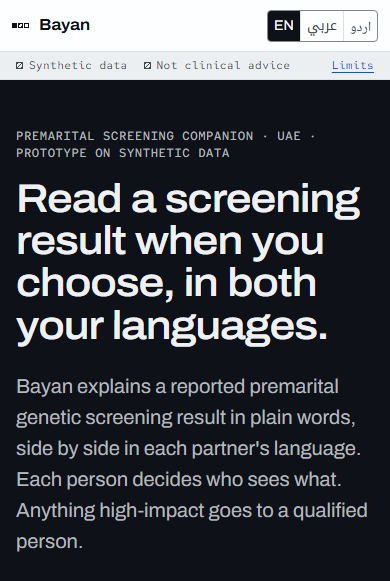 Bayan
EN عربي اردو
Synthetic data Not clinical advice Limits
PREMARITAL SCREENING COMPANION · UAE ·
PROTOTYPE ON SYNTHETIC DATA
Read a screening
result when you
choose, in both
your languages.
Bayan explains a reported premarital
genetic screening result in plain words,
side by side in each partner's language.
Each person decides who sees what.
Anything high-impact goes to a qualified
person.